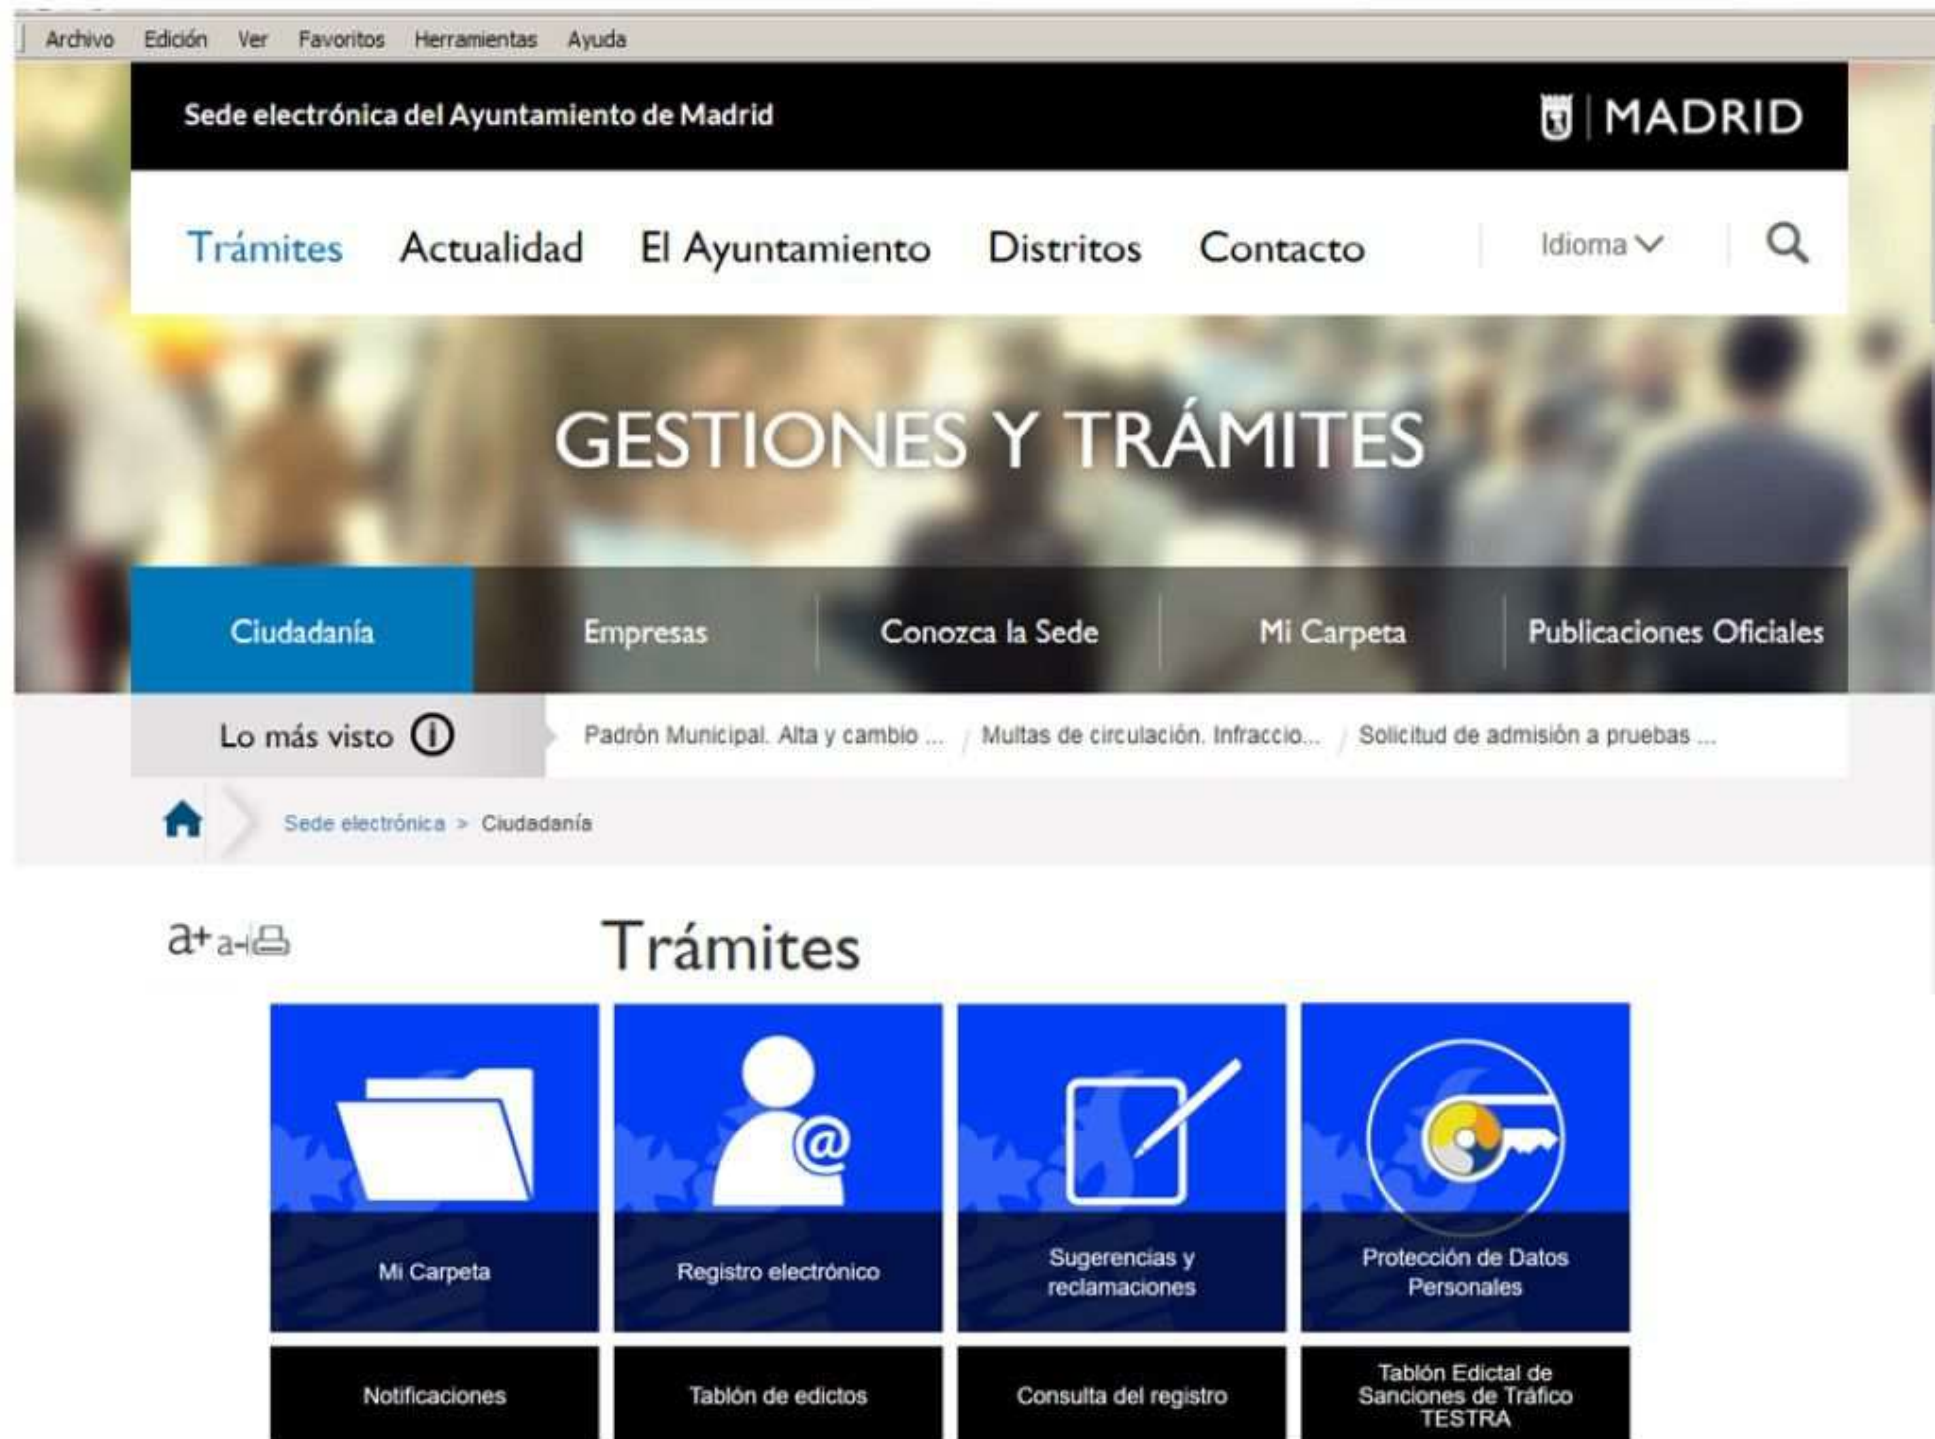 Archivo Edición Ver Favoritos Herramientas Ayuda
Sede electrónica del Ayuntamiento de Madrid MADRID
Trámites Actualidad El Ayuntamiento Distritos Contacto Idioma
GESTIONES Y TRÁMITES
Ciudadanía Empresas Conozca la Sede Mi Carpeta Publicaciones Oficiales
Lo más visto i Padrón Municipal. Alta y cambio ... / Multas de circulación. Infraccio... / Solicitud de admisión a pruebas ...
Sede electrónica > Ciudadanía
a+ a- Trámites
Mi Carpeta
Registro electrónico
Sugerencias y
reclamaciones
Protección de Datos
Personales
Notificaciones
Tablón de edictos
Consulta del registro
Tablón Edictal de
Sanciones de Tráfico
TESTRA